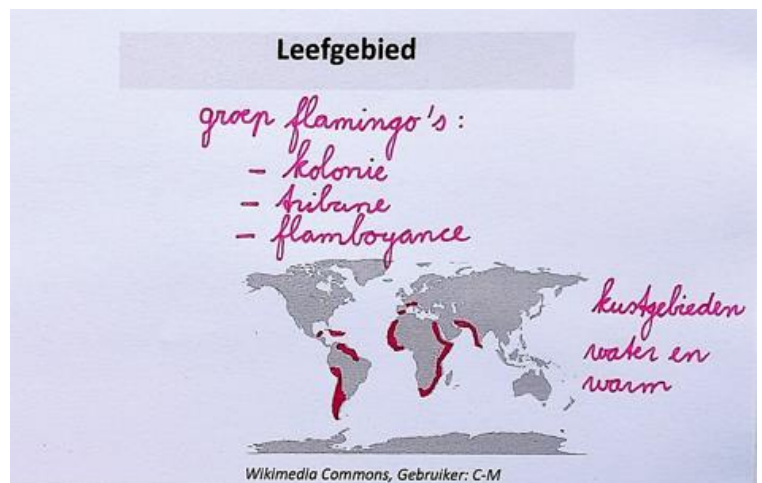 Leefgebied
groep flamingo's:
- kolonie
- tribune
- flamboyance
kustgebieden
water en
warm
Wikimedia Commons, Gebruiker: C-M